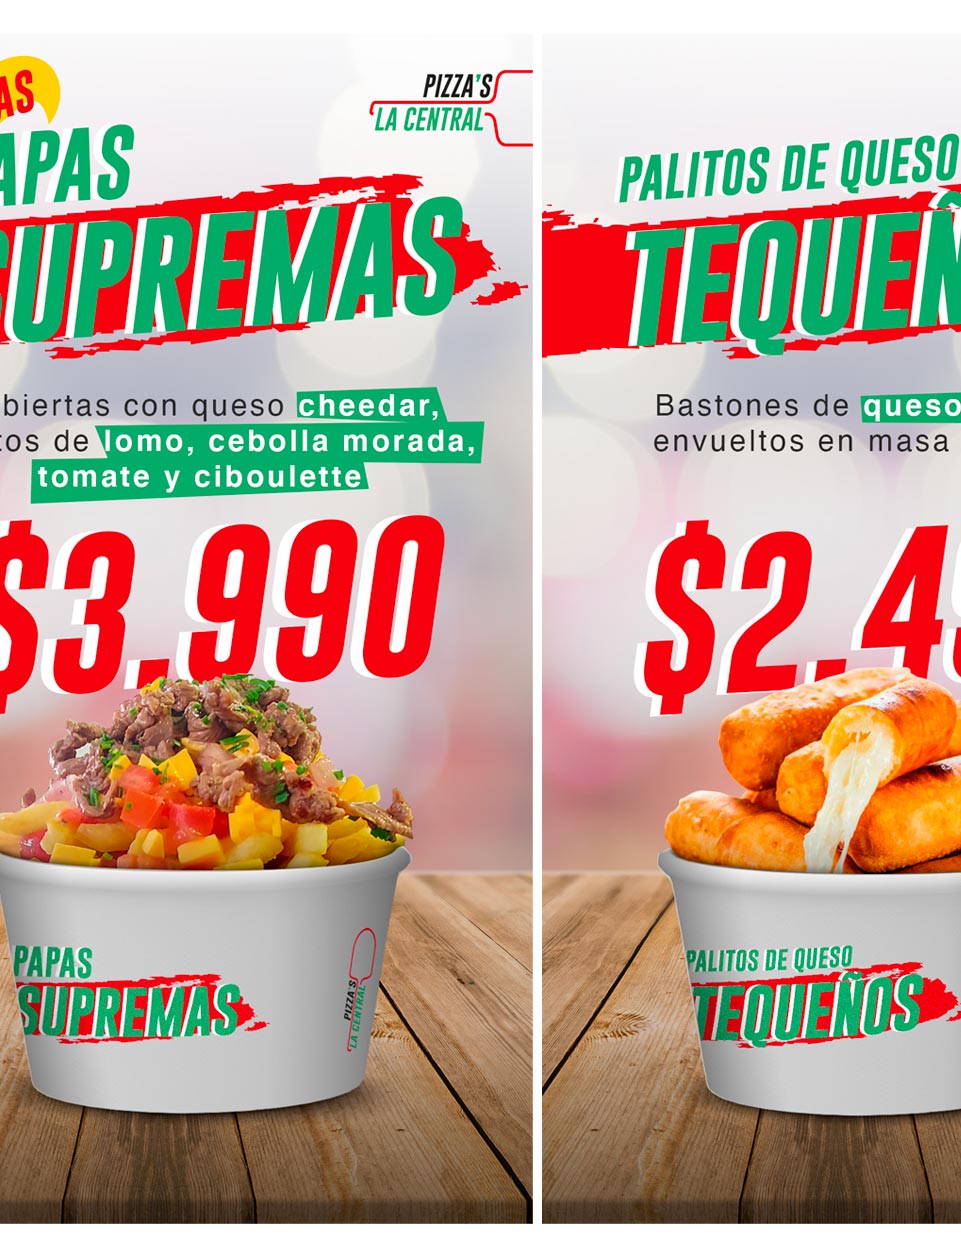 AS
APAS
SUPREMAS
PIZZA'S
LA CENTRAL
biertas con queso cheedar,
tos de lomo, cebolla morada,
tomate y ciboulette
$3.990
PAPAS
SUPREMAS
PIZZA'S
LA CENTRAL
PALITOS DE QUESO
TEQUEÑ
Bastones de queso
envueltos en masa
$2.49
PALITOS DE QUESO
TEQUEÑOS